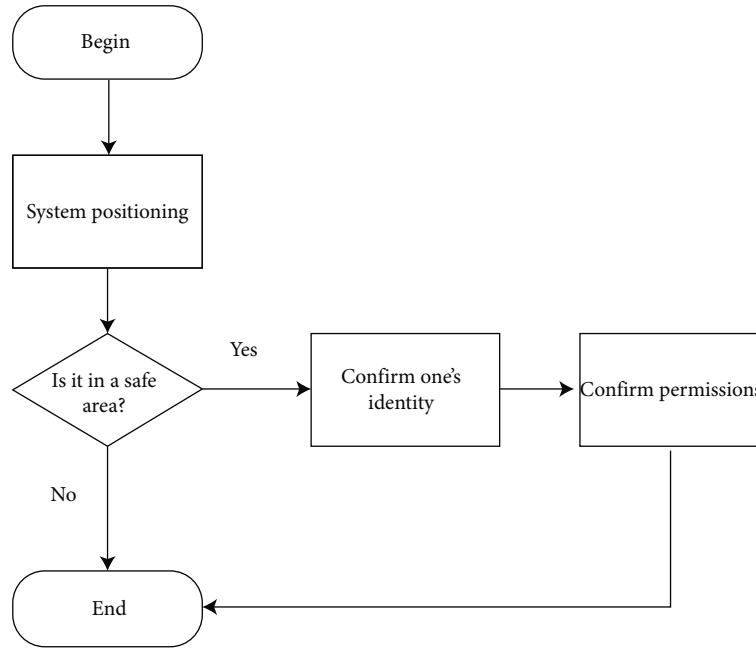 Begin
System positioning
Is it in a safe
area?
Yes
Confirm one's
identity
Confirm permissions
No
End